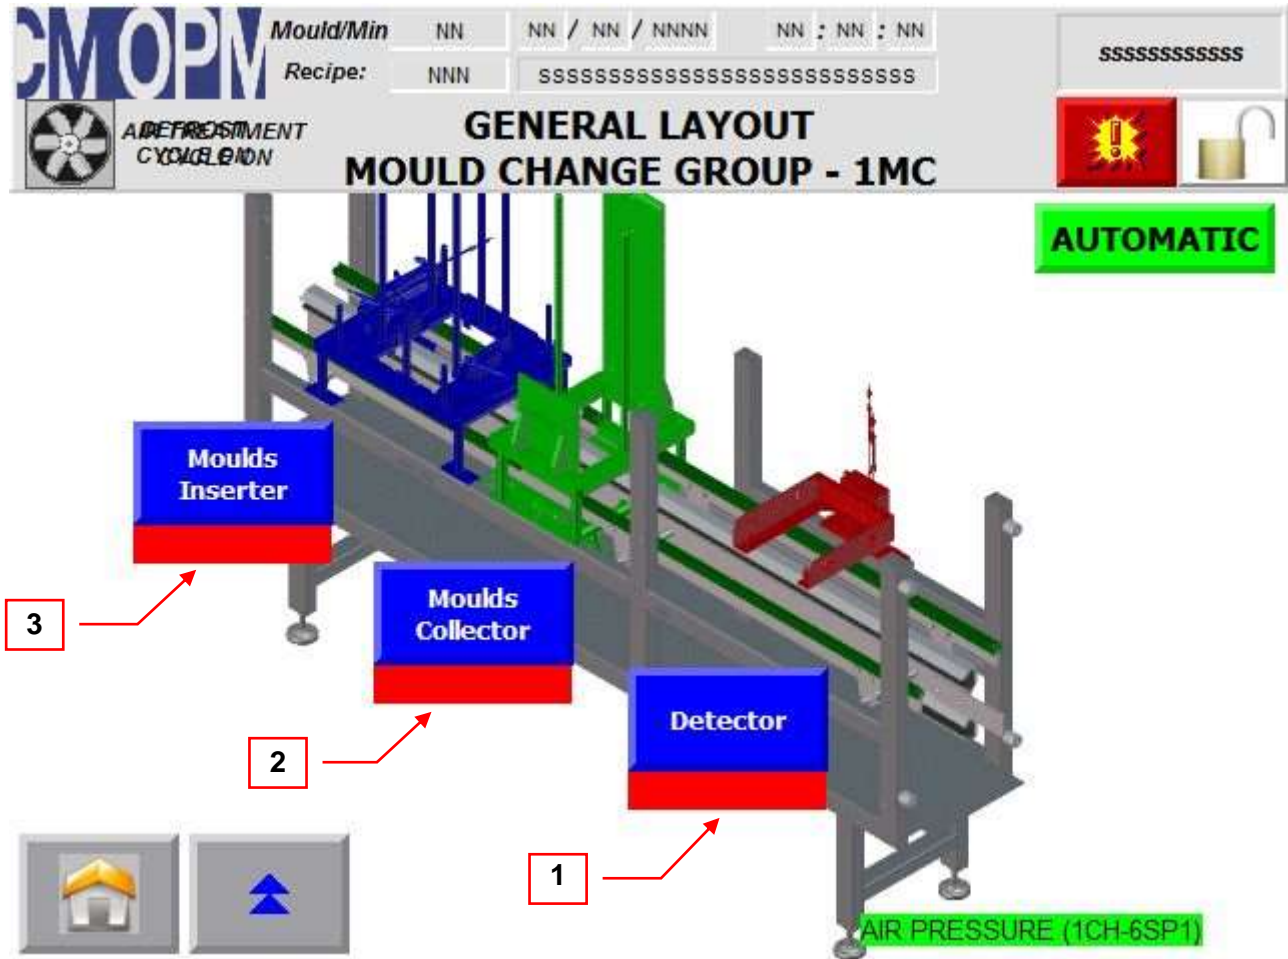 CMOPM
Mould/Min NN NN / NN / NNNN NN : NN : NN
Recipe: NNN SSSSSSSSSSSSSSSSSSSSSSSSSSS
SSSSSSSSSSSS
GENERAL LAYOUT
MOULD CHANGE GROUP - 1MC
AUTOMATIC
Moulds
Inserter
3
Moulds
Collector
2
Detector
1
AIR PRESSURE (1CH-6SP1)